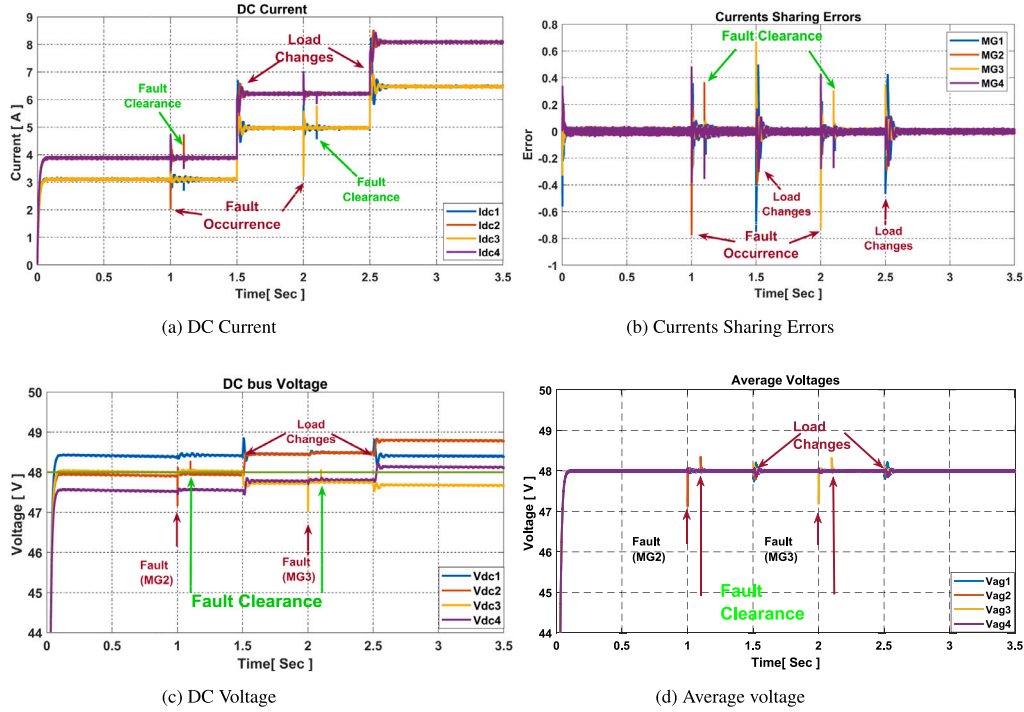 DC Current
9
8
7
6
5
4
3
2
1
0
Current [ A ]
Load
Changes
Fault
Clearance
Fault
Clearance
Fault
Occurrence
Idc1
Idc2
Idc3
Idc4
0 0.5 1 1.5 2 2.5 3 3.5
Time[ Sec ]
(a) DC Current
Currents Sharing Errors
Fault Clearance
MG1
MG2
MG3
MG4
0.8
0.6
0.4
0.2
0
-0.2
-0.4
-0.6
-0.8
-1
Error
Load
Changes
Fault
Occurrence
Load
Changes
0 0.5 1 1.5 2 2.5 3 3.5
Time[ Sec ]
(b) Currents Sharing Errors
DC bus Voltage
50
49
48
47
46
45
44
Voltage [ V ]
Load
Changes
Fault
(MG2)
Fault
(MG3)
Fault Clearance
Vdc1
Vdc2
Vdc3
Vdc4
0 0.5 1 1.5 2 2.5 3 3.5
Time[ Sec ]
(c) DC Voltage
Average Voltages
50
49
48
47
46
45
44
Voltage [ V ]
Load
Changes
Fault
(MG2)
Fault
(MG3)
Fault
Clearance
Vag1
Vag2
Vag3
Vag4
0 0.5 1 1.5 2 2.5 3 3.5
Time[ Sec ]
(d) Average voltage